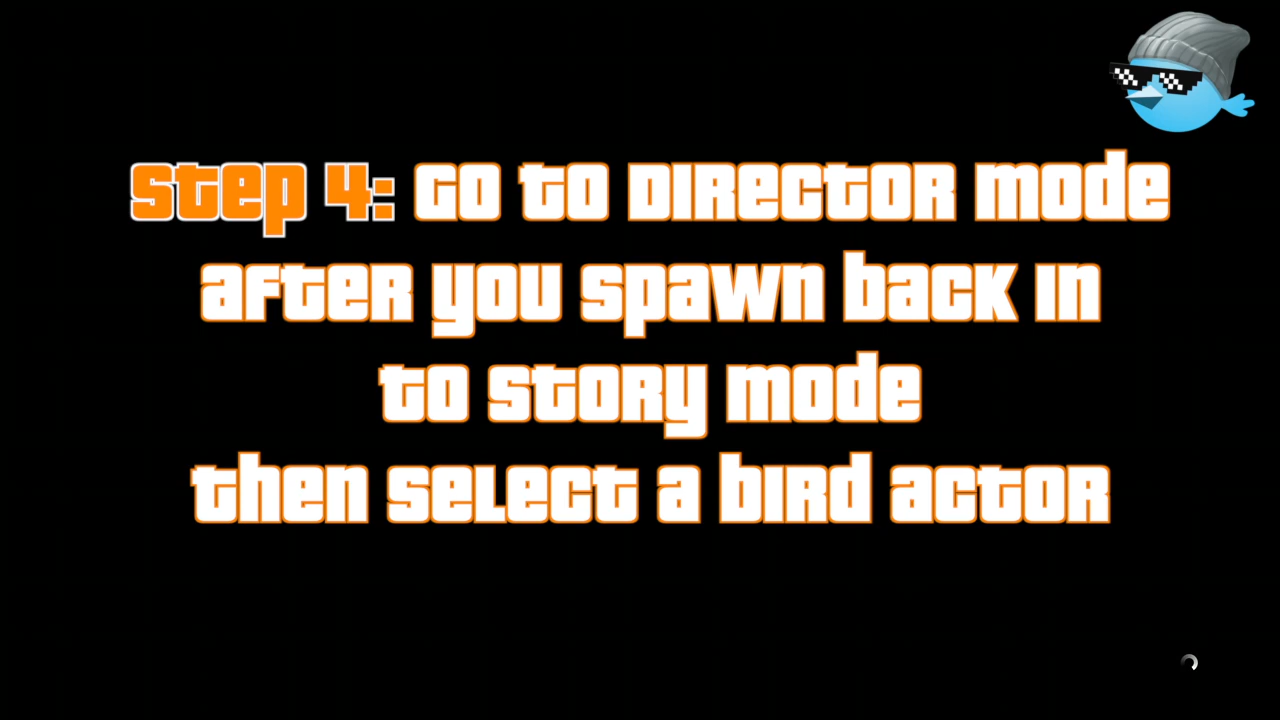 Step 4: Go to Director mode
after you spawn back in
to story mode
then select a bird actor